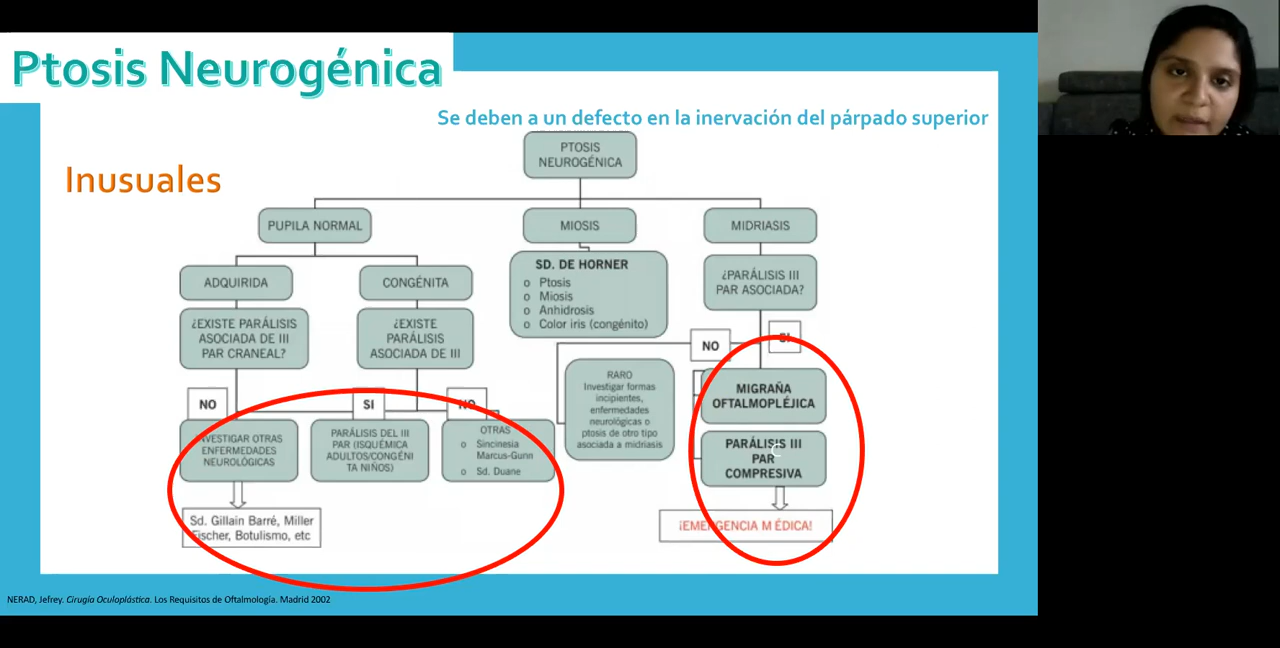 Ptosis Neurogénica
Se deben a un defecto en la inervación del párpado superior
Inusuales
PTOSIS
NEUROGÉNICA
PUPILA NORMAL
MIOSIS
MIDRIASIS
ADQUIRIDA
CONGÉNITA
SD. DE HORNER
o Ptosis
o Miosis
o Anhidrosis
o Color iris (congénito)
¿PARÁLISIS III
PAR ASOCIADA?
¿EXISTE PARÁLISIS
ASOCIADA DE III
PAR CRANEAL?
¿EXISTE
PARÁLISIS
ASOCIADA DE III
NO
SI
NO
SI
NO
RARO
Investigar formas
incipientes,
enfermedades
neurológicas o
ptosis de otro tipo
asociada a midriasis
MIGRAÑA
OFTALMOPLÉJICA
PARÁLISIS III
PAR
COMPRESIVA
INVESTIGAR OTRAS
ENFERMEDADES
NEUROLÓGICAS
PARÁLISIS DEL III
PAR (ISQUÉMICA
ADULTOS/CONGÉNI
TA NIÑOS)
OTRAS
o Sincinesia
Marcus-Gunn
o Sd. Duane
Sd. Gillain Barré, Miller
Fischer, Botulismo, etc
¡EMERGENCIA M ÉDICA!
NERAD, Jefrey. Cirugía Oculoplástica. Los Requisitos de Oftalmología. Madrid 2002